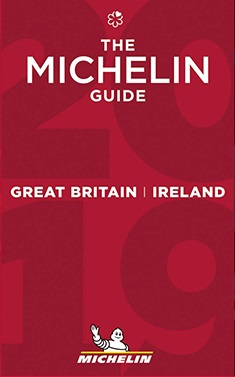 20
THE
MICHELIN
GUIDE
GREAT BRITAIN | IRELAND
19
MICHELIN